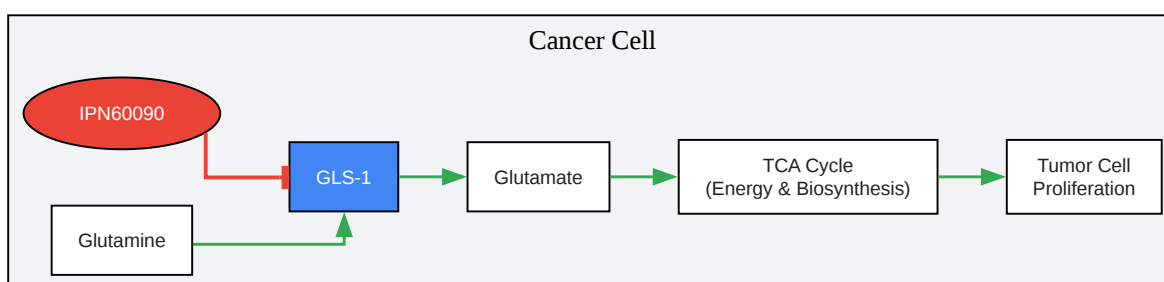 Cancer Cell
IPN60090
GLS-1
Glutamate
TCA Cycle
(Energy & Biosynthesis)
Tumor Cell
Proliferation
Glutamine